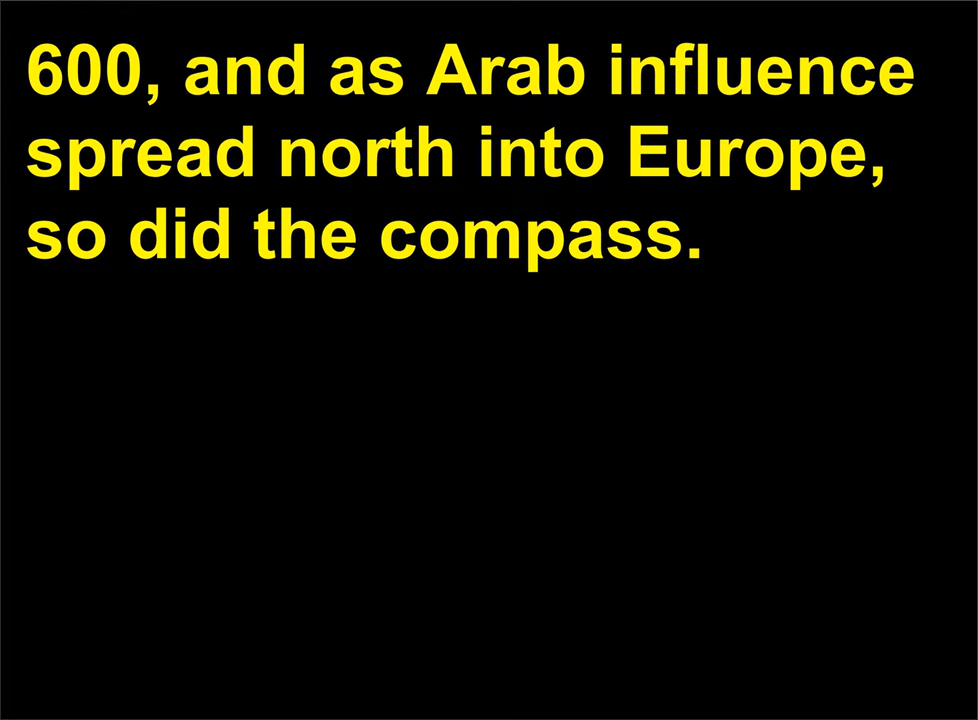 600, and as Arab influence
spread north into Europe,
so did the compass.